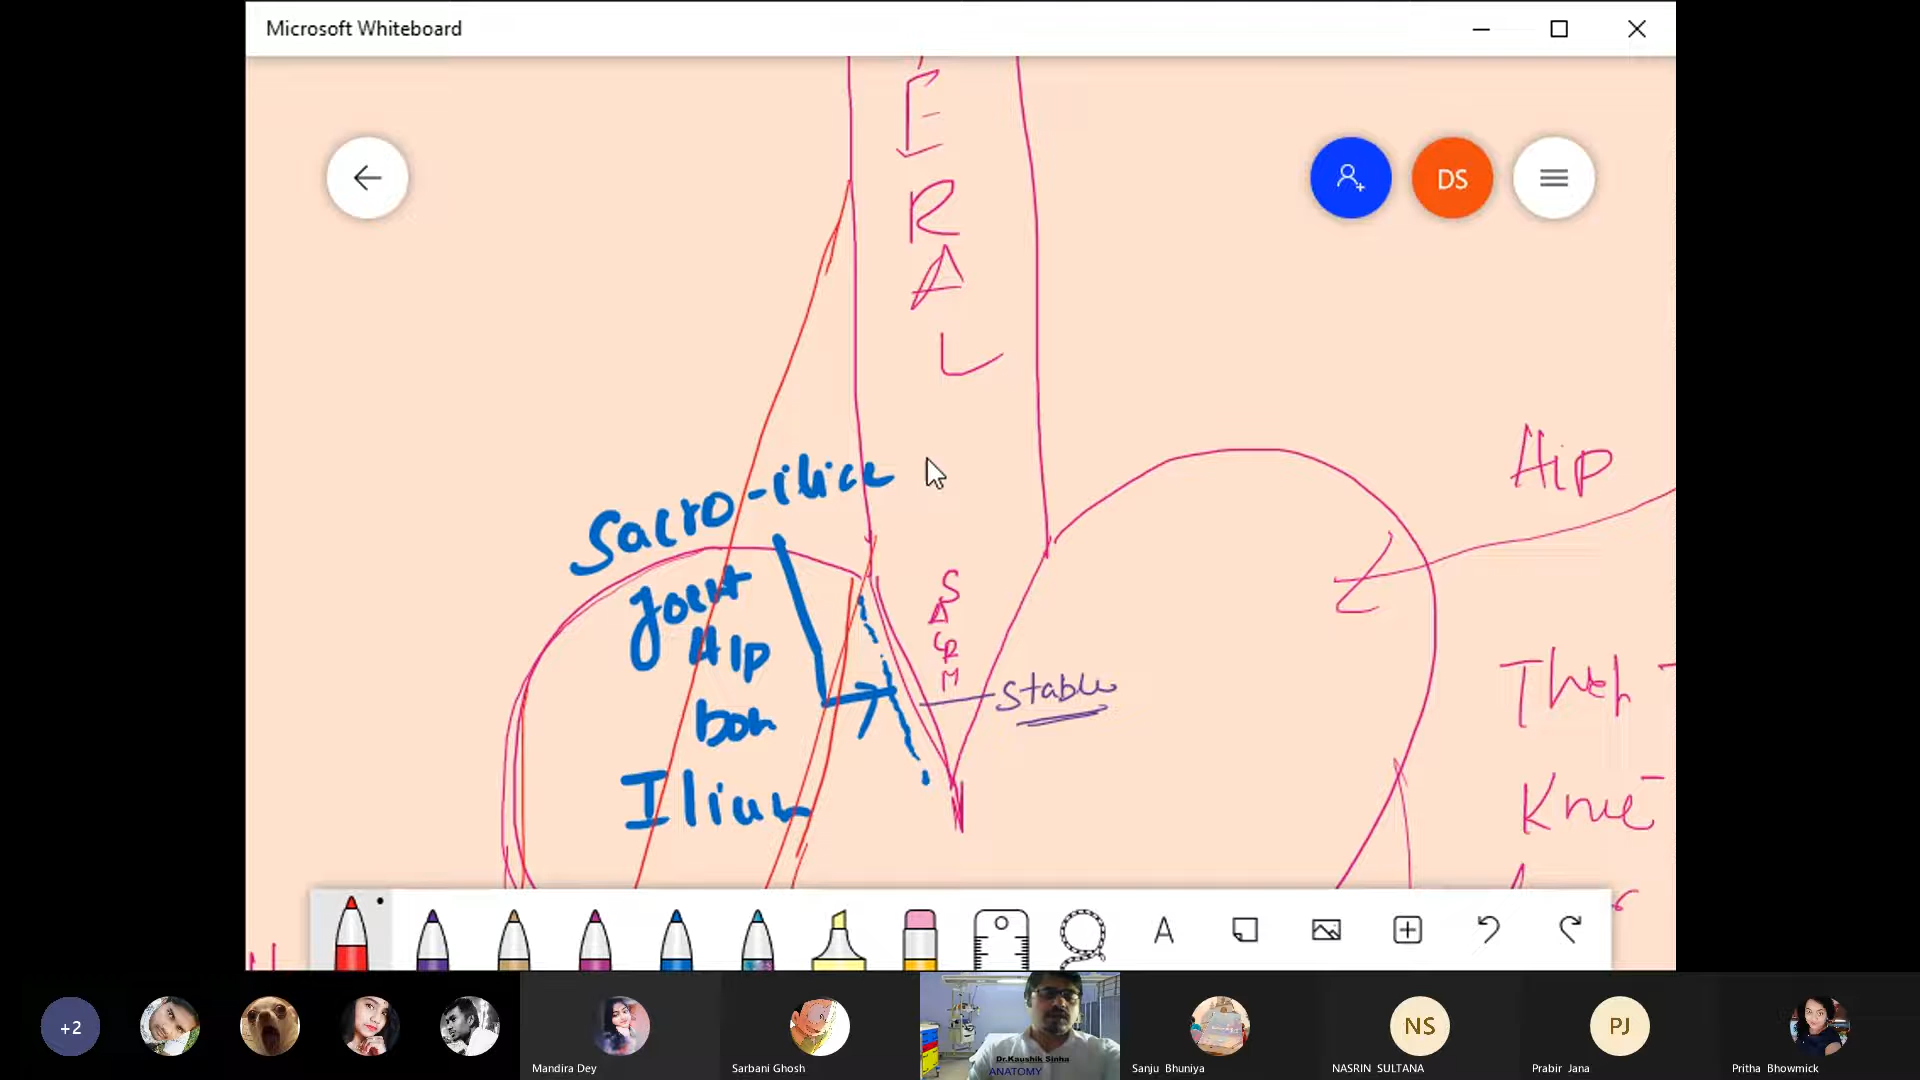 Microsoft Whiteboard
E
R
A
L
DS
Hip
Sacro-iliac
Joint
Hip
bon
Ilium
S
A
C
R
M
Stable
Knee
A
+2
Mandira Dey
Sarbani Ghosh
Dr.Kaushik Sinha
ANATOMY
Sanju Bhuniya
NS
NASRIN SULTANA
PJ
Prabir Jana
Pritha Bhowmick